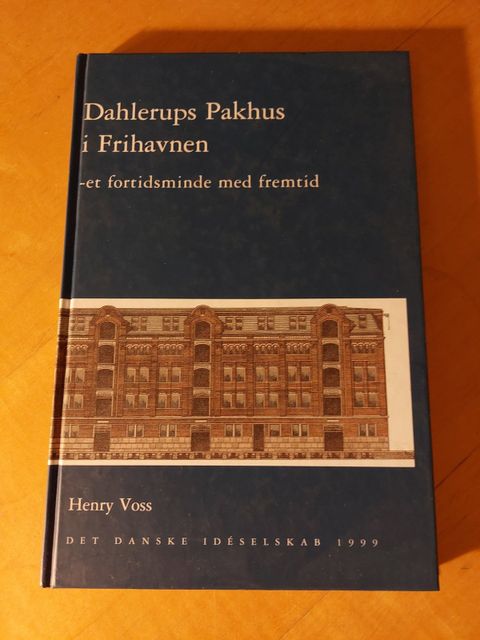 Dahlerups Pakhus
i Frihavnen
-et fortidsminde med fremtid
Henry Voss
DET DANSKE IDÉSELSKAB 1999